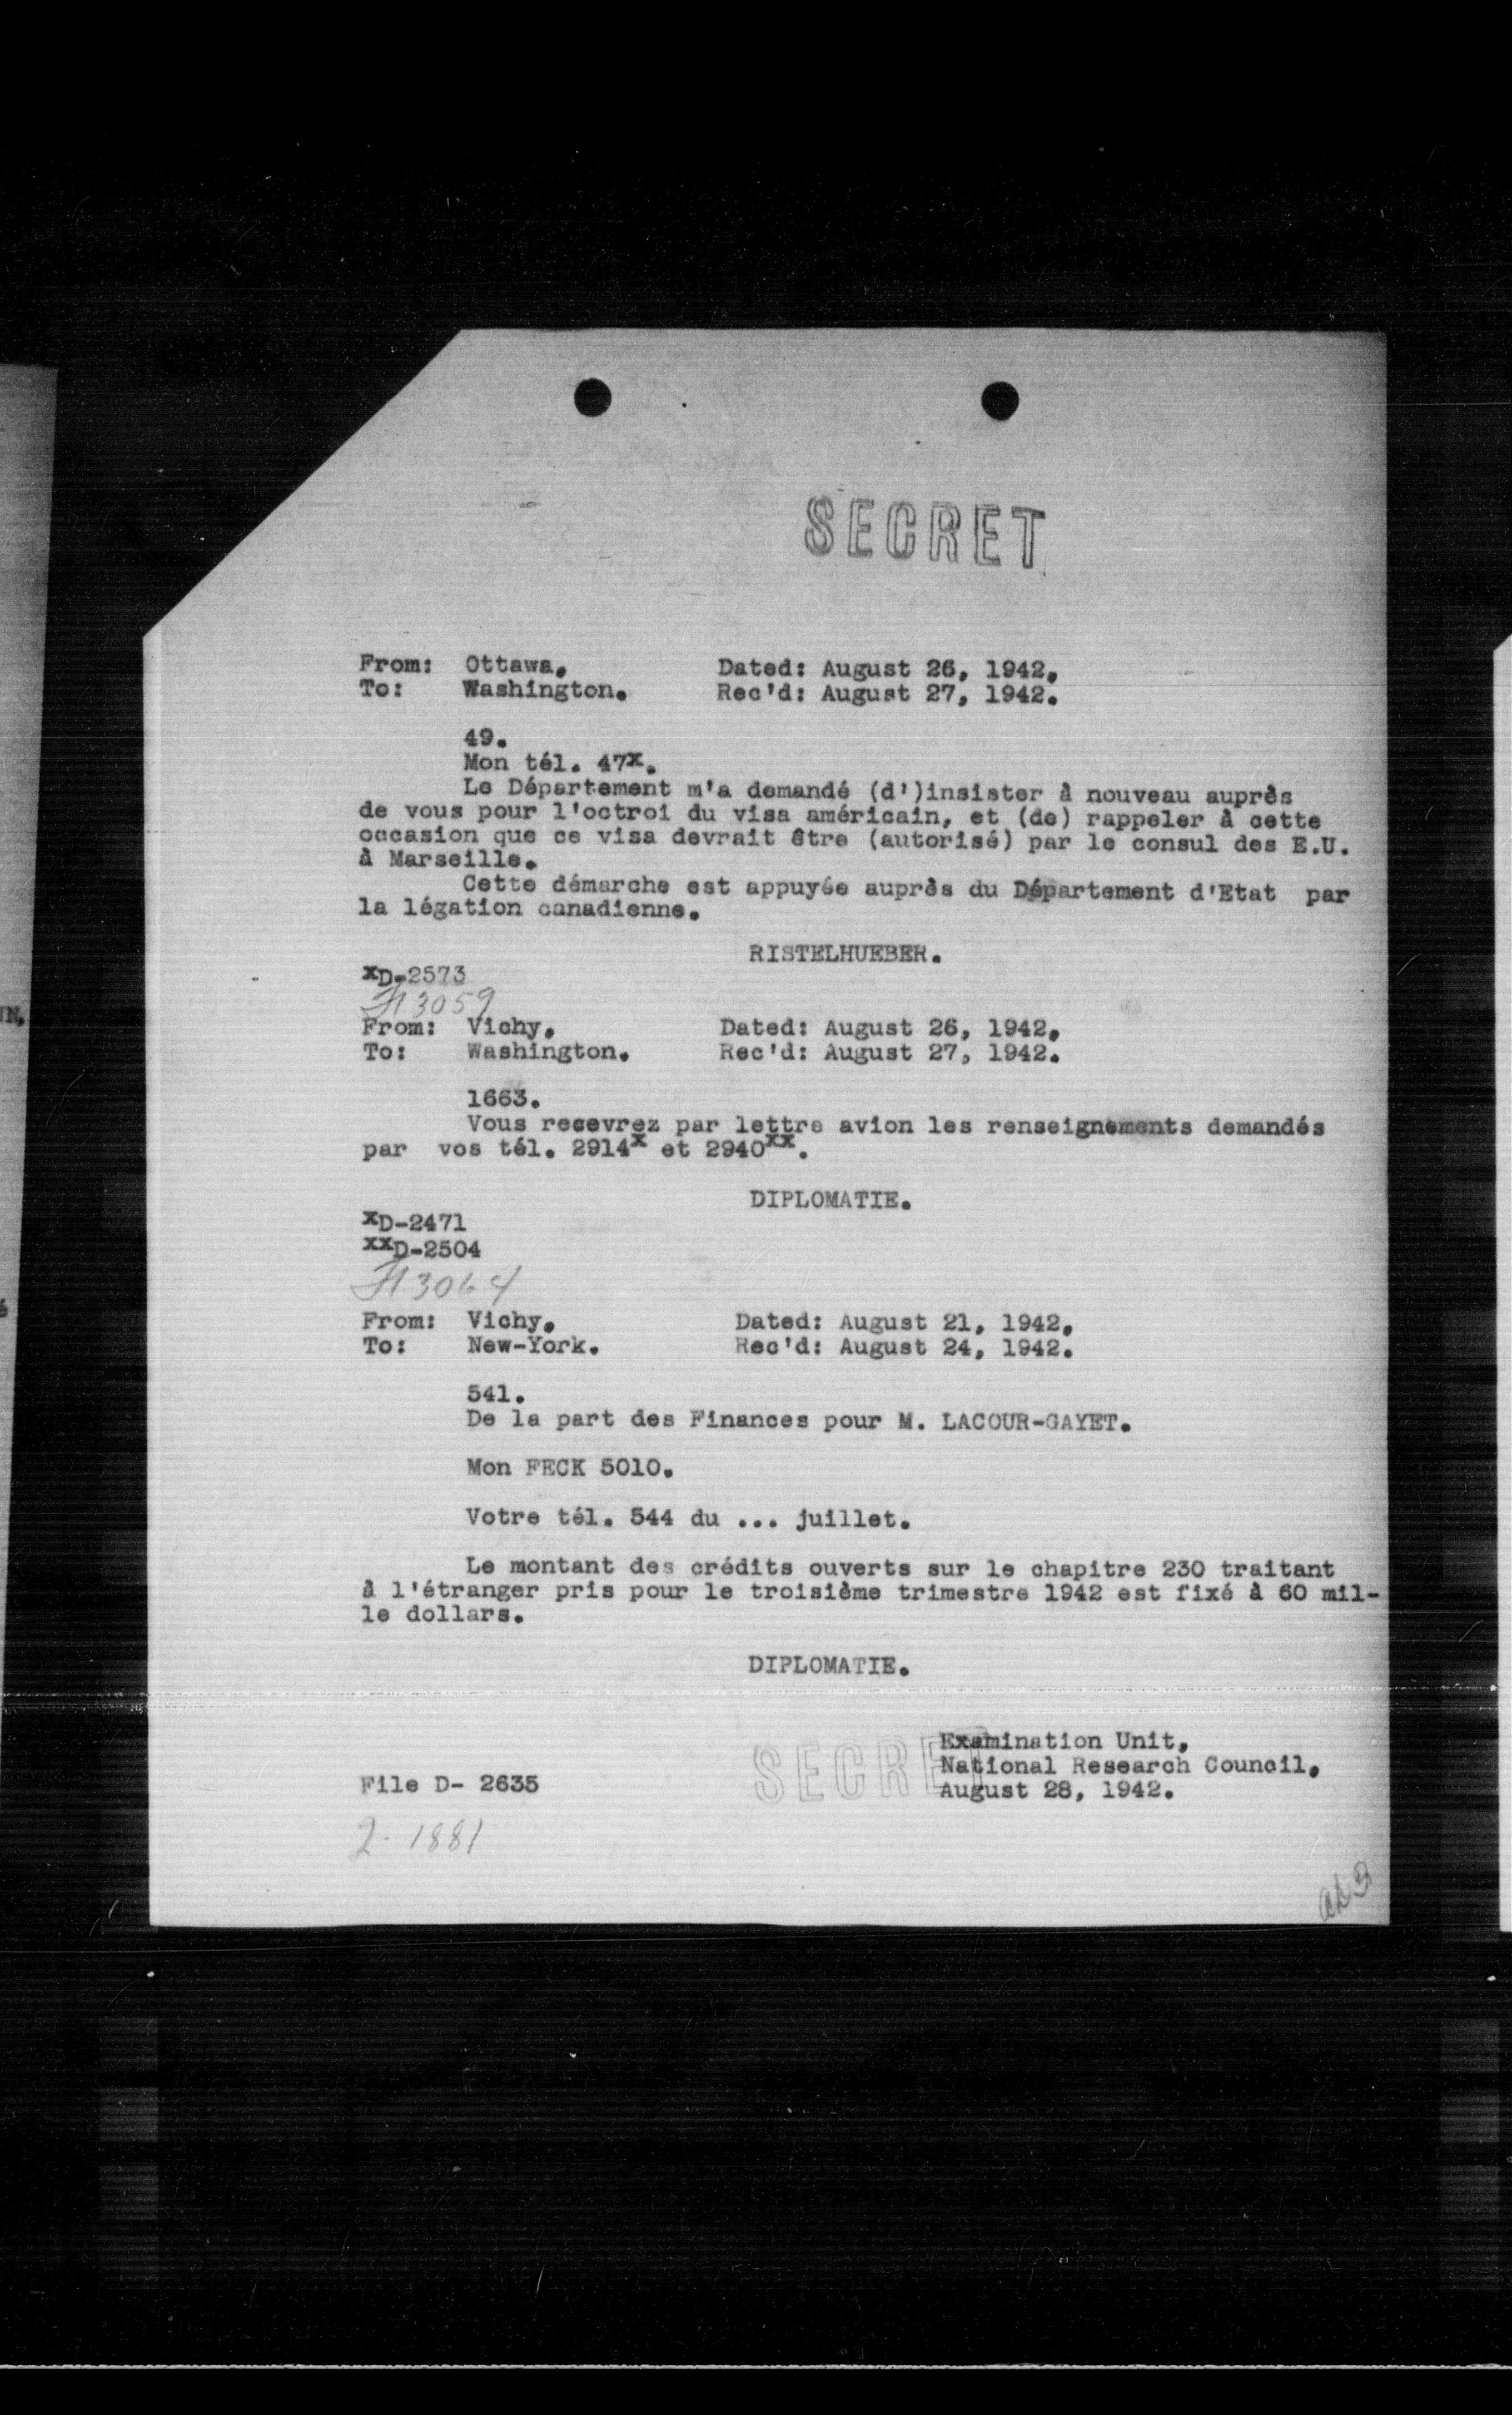 SECRET
From: Ottawa. Dated: August 26, 1942.
To: Washington. Rec'd: August 27, 1942.
49.
Mon tél. 47x.
Le Département m'a demandé (d')insister à nouveau auprès
de vous pour l'octroi du visa américain, et (de) rappeler à cette
occasion que ce visa devrait être (autorisé) par le consul des E.U.
à Marseille.
Cette démarche est appuyée auprès du Département d'Etat par
la légation canadienne.
RISTELHUEBER.
xD-2573
3059
From: Vichy. Dated: August 26, 1942.
To: Washington. Rec'd: August 27, 1942.
1663.
Vous recevrez par lettre avion les renseignements demandés
par vos tél. 2914x et 2940xx.
DIPLOMATIE.
xD-2471
xxD-2504
3064
From: Vichy. Dated: August 21, 1942.
To: New-York. Rec'd: August 24, 1942.
541.
De la part des Finances pour M. LACOUR-GAYET.
Mon FECK 5010.
Votre tél. 544 du ... juillet.
Le montant des crédits ouverts sur le chapitre 230 traitant
à l'étranger pris pour le troisième trimestre 1942 est fixé à 60 mil-
le dollars.
DIPLOMATIE.
SECRET
Examination Unit,
National Research Council,
File D- 2635 August 28, 1942.
2-1881